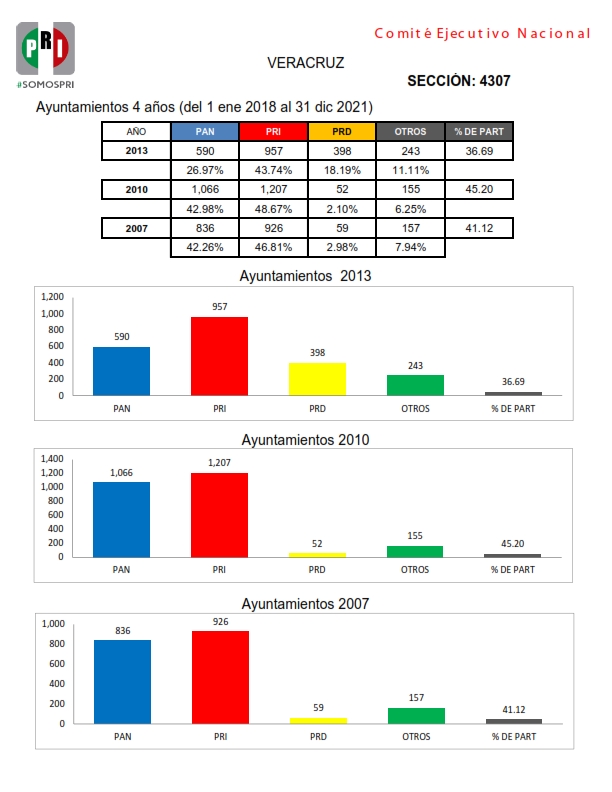 Comité Ejecutivo Nacional
PRI
#SOMOSPRI
VERACRUZ
SECCIÓN: 4307
Ayuntamientos 4 años (del 1 ene 2018 al 31 dic 2021)
AÑO PAN PRI PRD OTROS % DE PART
2013 590 957 398 243 36.69
26.97% 43.74% 18.19% 11.11%
2010 1,066 1,207 52 155 45.20
42.98% 48.67% 2.10% 6.25%
2007 836 926 59 157 41.12
42.26% 46.81% 2.98% 7.94%
Ayuntamientos 2013
1,200
1,000
800
600
400
200
0
590
957
398
243
36.69
PAN PRI PRD OTROS % DE PART
Ayuntamientos 2010
1,400
1,200
1,000
800
600
400
200
0
1,066
1,207
52
155
45.20
PAN PRI PRD OTROS % DE PART
Ayuntamientos 2007
1,000
800
600
400
200
0
836
926
59
157
41.12
PAN PRI PRD OTROS % DE PART